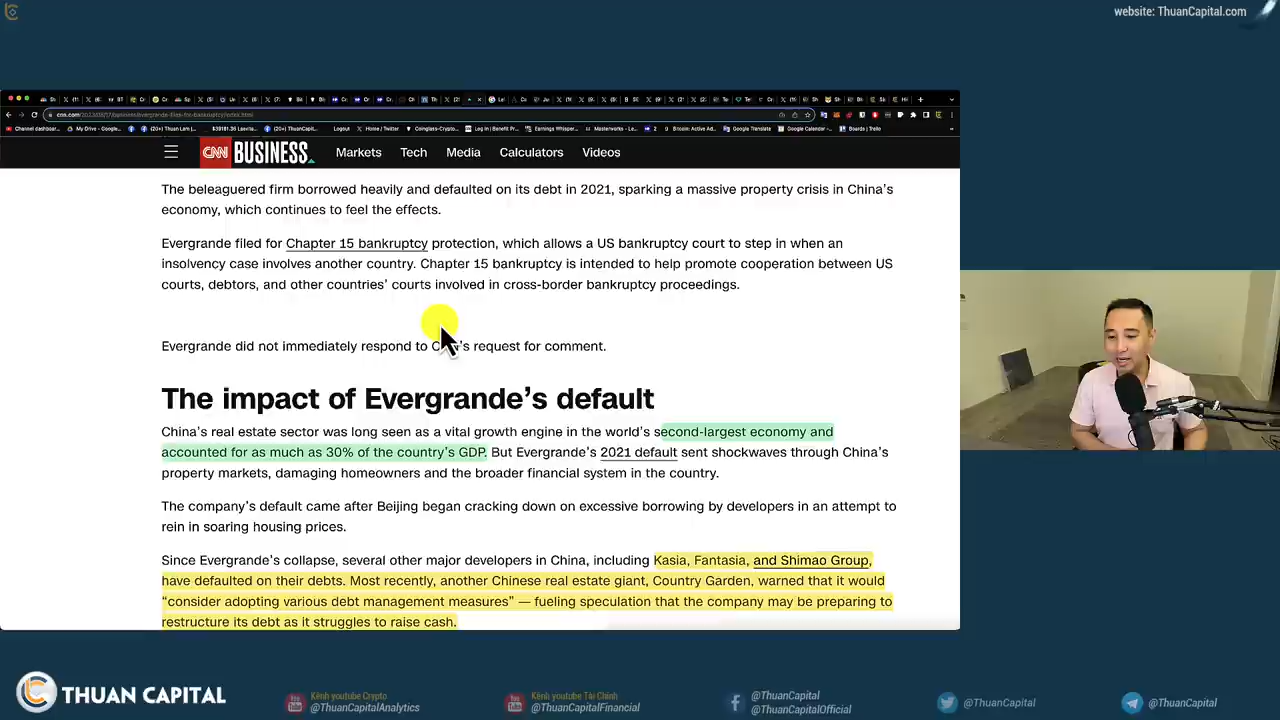 website: ThuanCapital.com
CNN BUSINESS
Markets Tech Media Calculators Videos
The beleaguered firm borrowed heavily and defaulted on its debt in 2021, sparking a massive property crisis in China’s
economy, which continues to feel the effects.
Evergrande filed for Chapter 15 bankruptcy protection, which allows a US bankruptcy court to step in when an
insolvency case involves another country. Chapter 15 bankruptcy is intended to help promote cooperation between US
courts, debtors, and other countries’ courts involved in cross-border bankruptcy proceedings.
Evergrande did not immediately respond to CNN’s request for comment.
The impact of Evergrande’s default
China’s real estate sector was long seen as a vital growth engine in the world’s second-largest economy and
accounted for as much as 30% of the country’s GDP. But Evergrande’s 2021 default sent shockwaves through China’s
property markets, damaging homeowners and the broader financial system in the country.
The company’s default came after Beijing began cracking down on excessive borrowing by developers in an attempt to
rein in soaring housing prices.
Since Evergrande’s collapse, several other major developers in China, including Kasia, Fantasia, and Shimao Group,
have defaulted on their debts. Most recently, another Chinese real estate giant, Country Garden, warned that it would
“consider adopting various debt management measures” — fueling speculation that the company may be preparing to
restructure its debt as it struggles to raise cash.
THUAN CAPITAL
Kênh youtube Crypto
@ThuanCapitalAnalytics
Kênh youtube Tài Chính
@ThuanCapitalFinancial
@ThuanCapital
@ThuanCapitalOfficial
@ThuanCapital
@ThuanCapital